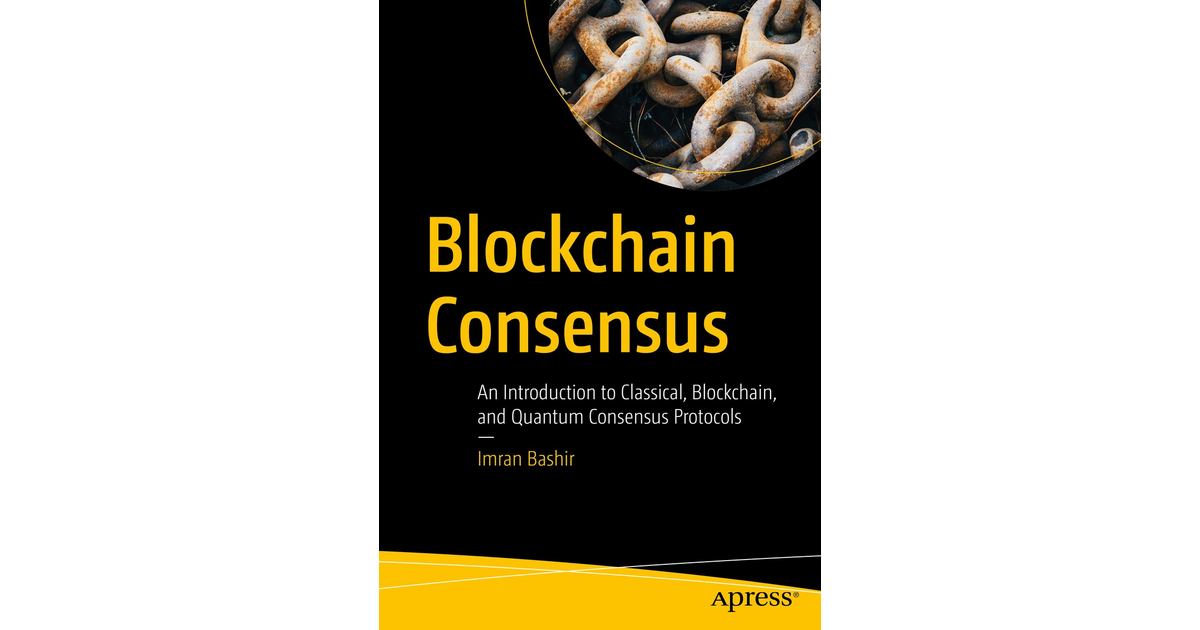 Blockchain
Consensus
An Introduction to Classical, Blockchain,
and Quantum Consensus Protocols
—
Imran Bashir
Apress®